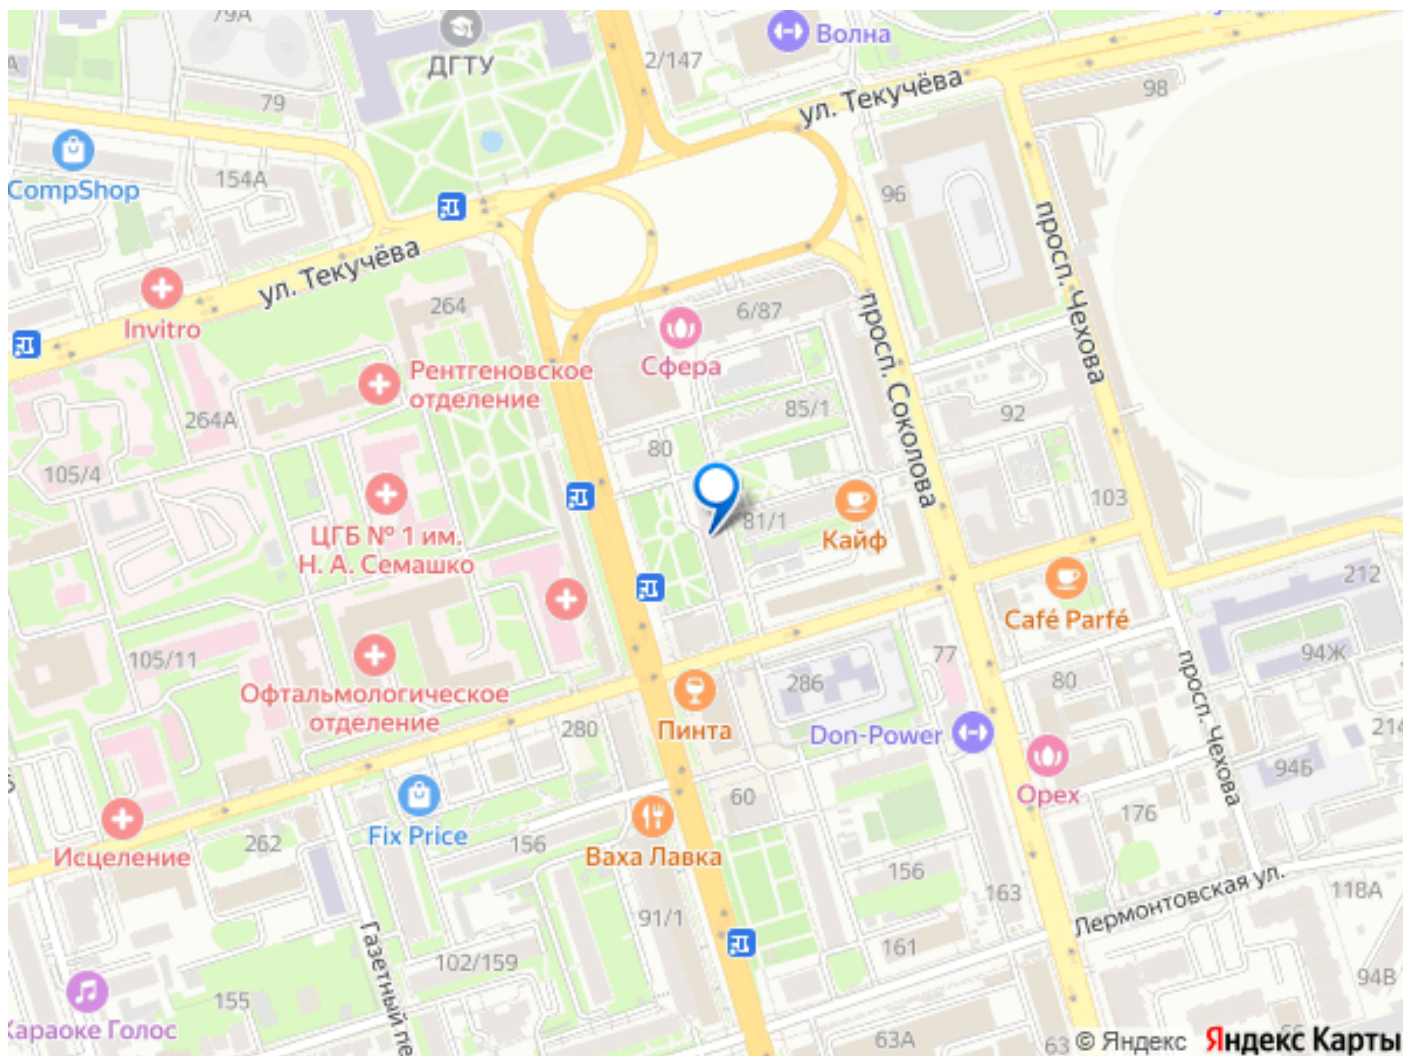 79А
ДГТУ
2/147
Волна
79
ул. Текучёва
98
CompShop
154А
96
ул. Текучёва
просп. Чехова
Invitro
264
6/87
Сфера
просп. Соколова
Рентгеновское
отделение
264А
85/1
92
80
105/4
103
ЦГБ № 1 им.
Н. А. Семашко
81/1
Кайф
212
Café Parfé
105/11
77
94Ж
Офтальмологическое
отделение
286
80
просп. Чехова
280
Пинта
Don-Power
214
94Б
Орех
60
176
Fix Price
Исцеление
262
156
Ваха Лавка
156
163
Лермонтовская ул.
118А
91/1
161
Газетный пе
102/159
94В
155
Караоке Голос
63А
63
© Яндекс Яндекс Карты